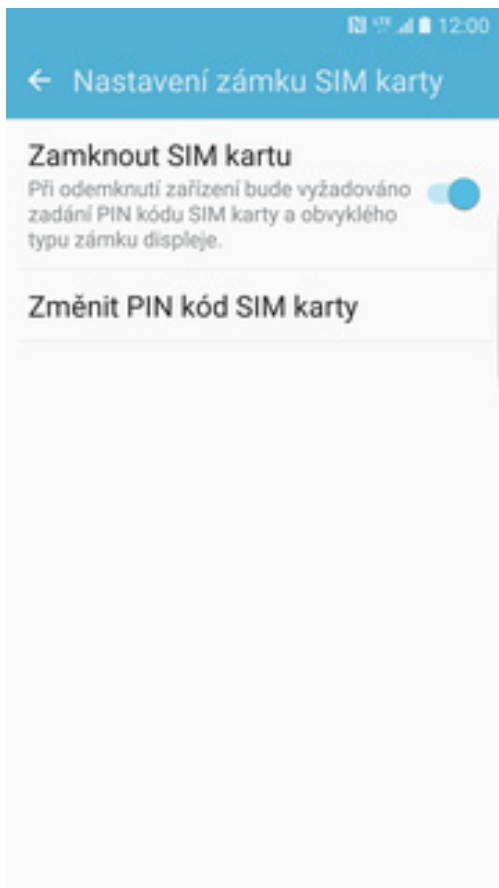 LTE 12:00
Nastavení zámku SIM karty
Zamknout SIM kartu
Při odemknutí zařízení bude vyžadováno
zadání PIN kódu SIM karty a obvyklého
typu zámku displeje.
Změnit PIN kód SIM karty